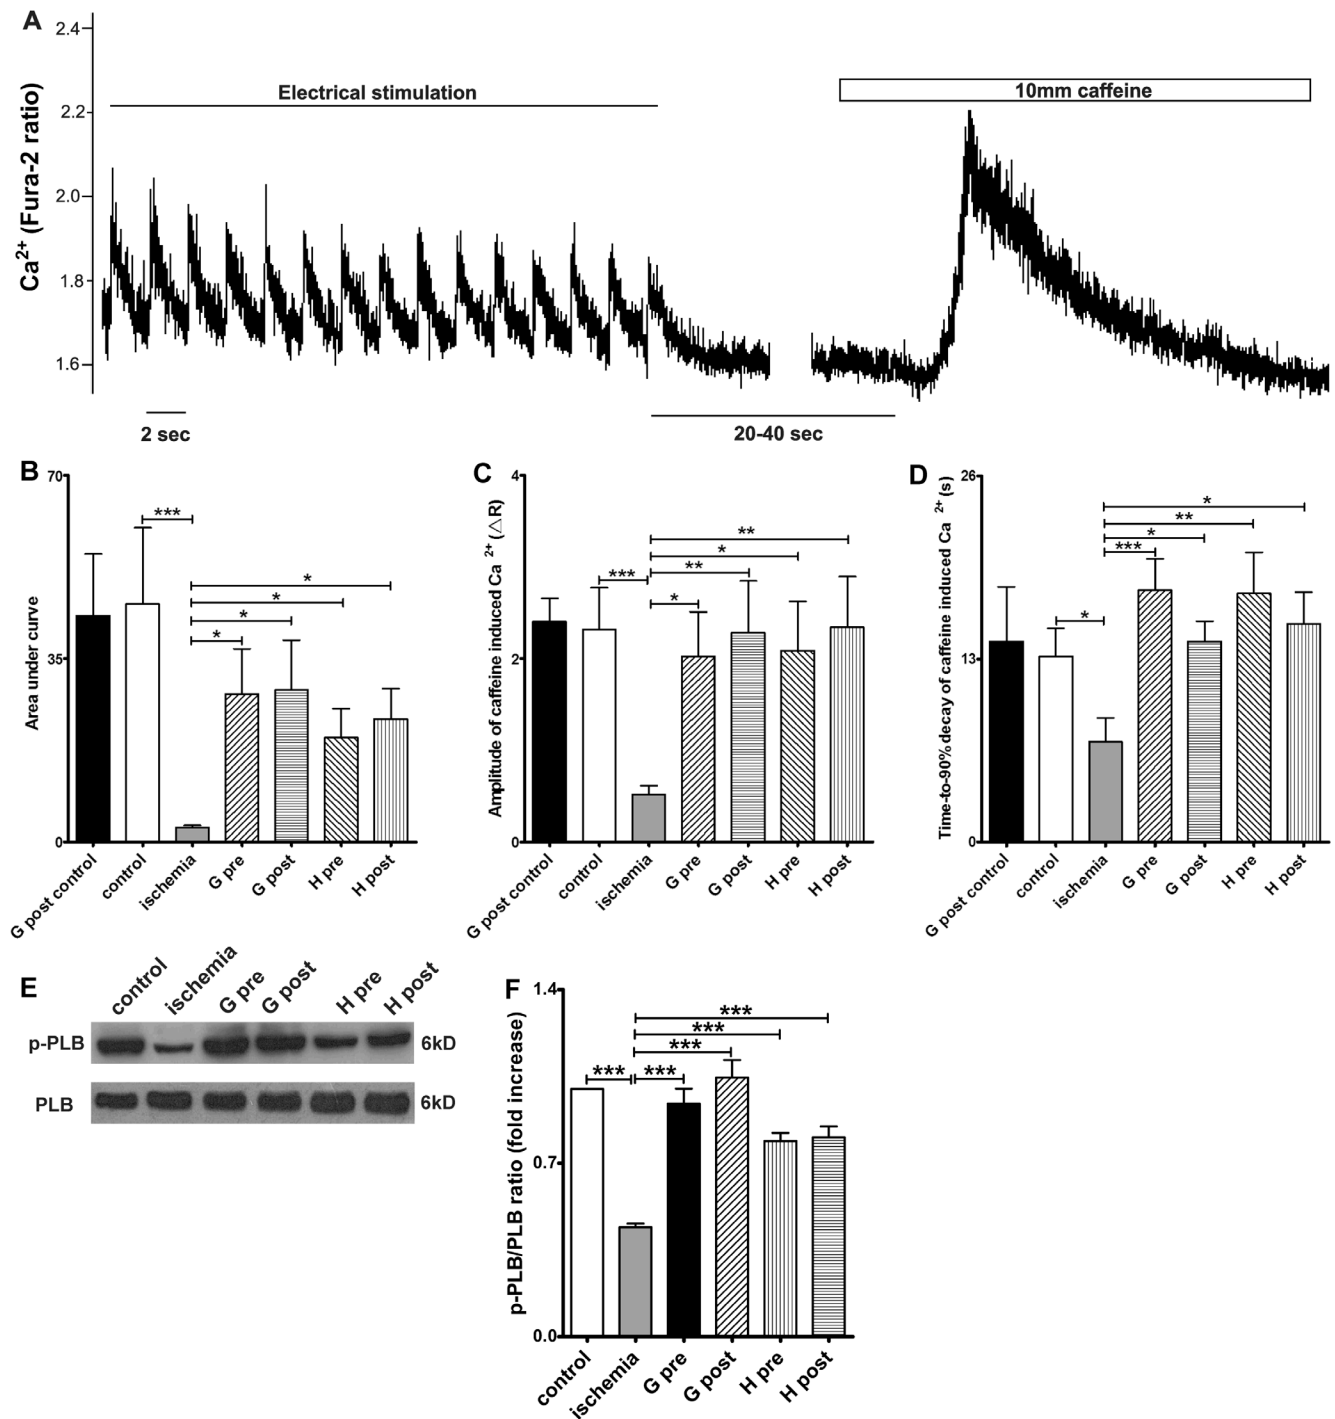 A
2.4
2.2
2.0
1.8
1.6
Ca2+ (Fura-2 ratio)
Electrical stimulation
10mm caffeine
2 sec
20-40 sec
B
70
35
0
Area under curve
***
*
*
*
*
G post control
control
ischemia
G pre
G post
H pre
H post
C
4
2
0
Amplitude of caffeine induced Ca 2+ (△R)
**
*
**
***
*
G post control
control
ischemia
G pre
G post
H pre
H post
D
26
13
0
Time-to-90% decay of caffeine induced Ca 2+ (s)
*
**
*
***
*
G post control
control
ischemia
G pre
G post
H pre
H post
E
control
ischemia
G pre
G post
H pre
H post
p-PLB
6kD
PLB
6kD
F
1.4
0.7
0.0
p-PLB/PLB ratio (fold increase)
***
***
***
***
***
control
ischemia
G pre
G post
H pre
H post